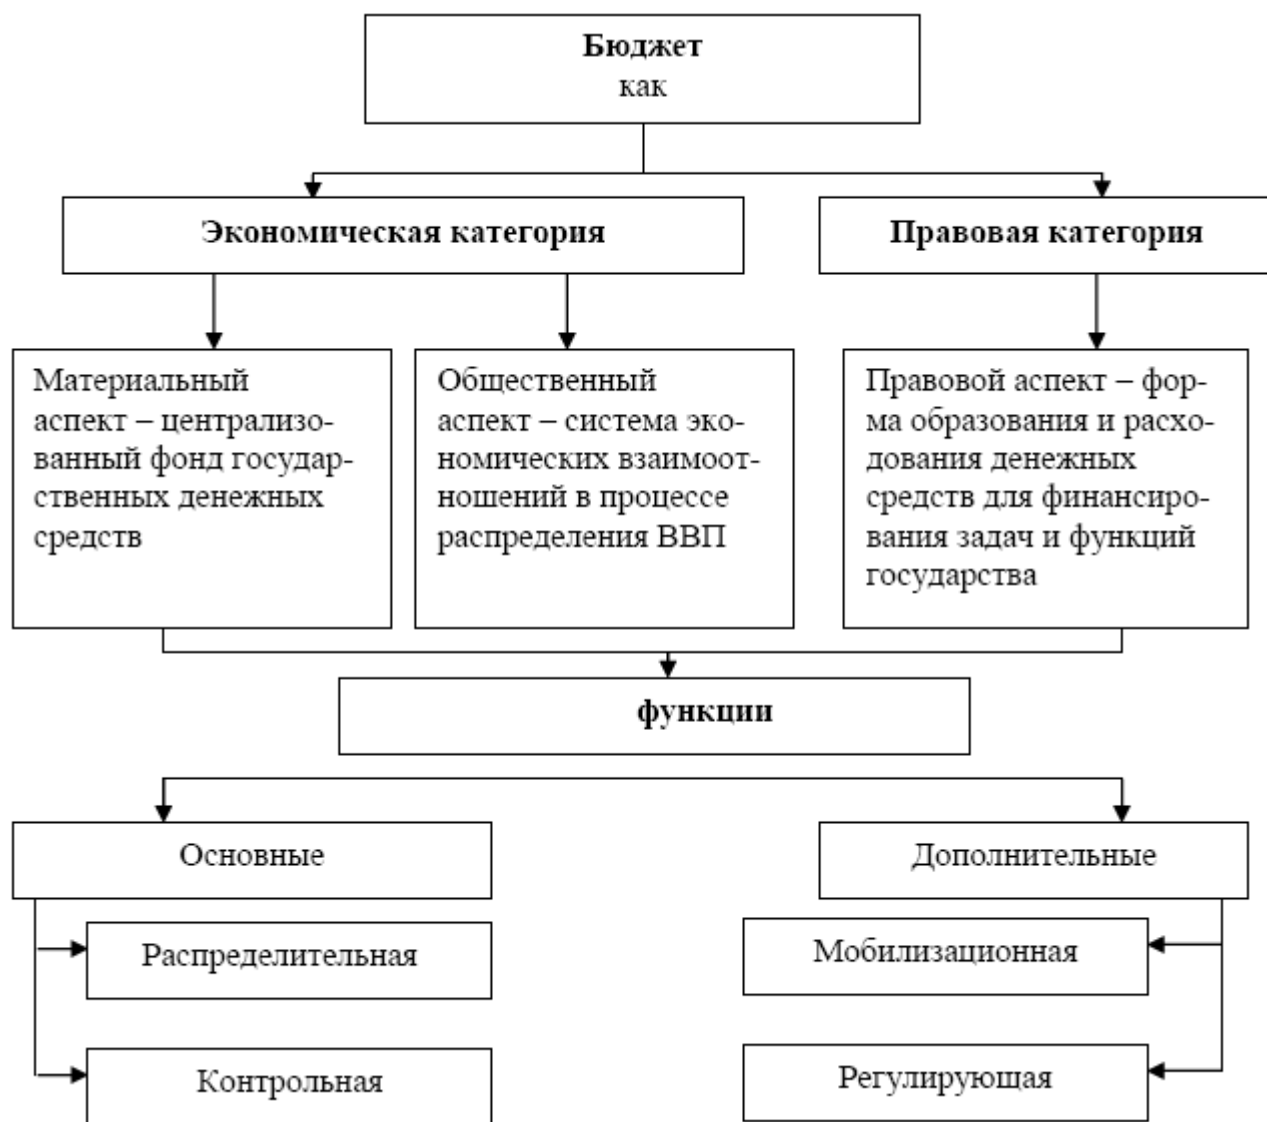 Бюджет
как
Экономическая категория
Правовая категория
Материальный
аспект – централизо-
ванный фонд государ-
ственных денежных
средств
Общественный
аспект – система эко-
номических взаимоот-
ношений в процессе
распределения ВВП
Правовой аспект – фор-
ма образования и расхо-
дования денежных
средств для финансиро-
вания задач и функций
государства
функции
Основные
Дополнительные
Распределительная
Мобилизационная
Контрольная
Регулирующая